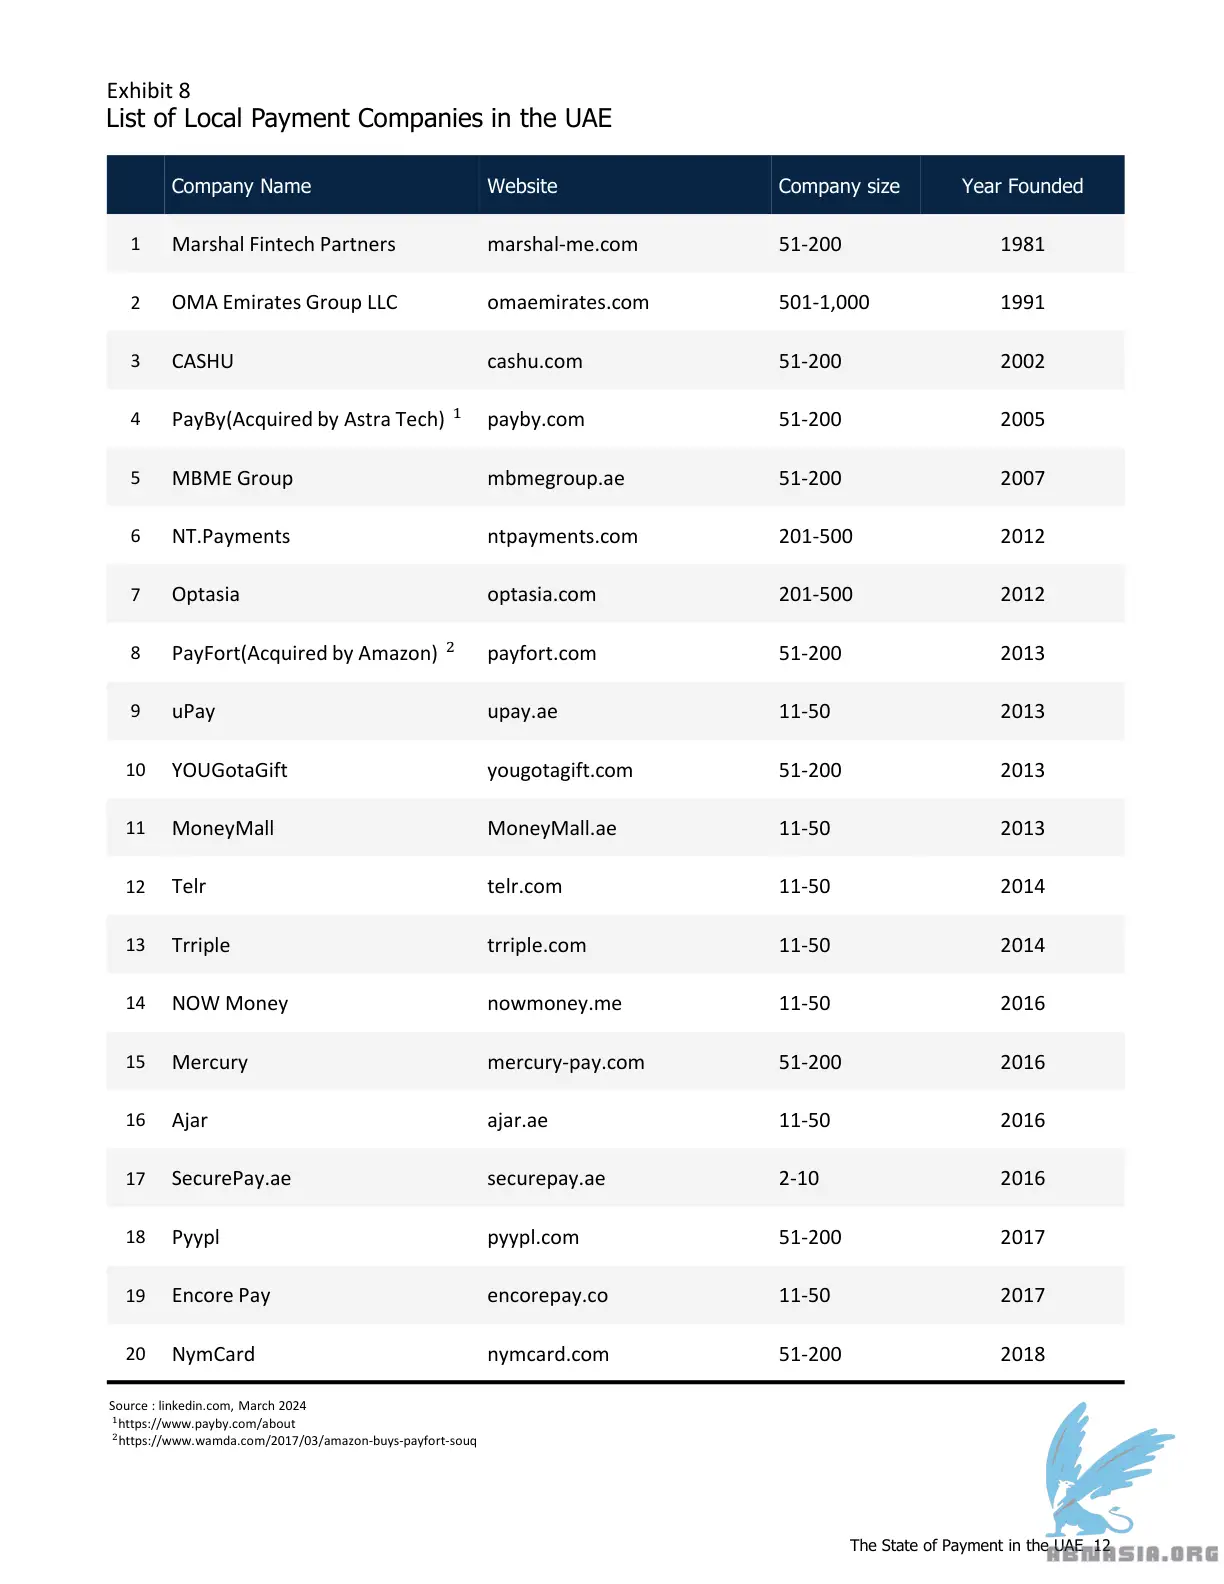 Exhibit 8
List of Local Payment Companies in the UAE
Company Name Website Company size Year Founded
1 Marshal Fintech Partners marshal-me.com 51-200 1981
2 OMA Emirates Group LLC omaemirates.com 501-1,000 1991
3 CASHU cashu.com 51-200 2002
4 PayBy(Acquired by Astra Tech) 1 payby.com 51-200 2005
5 MBME Group mbmegroup.ae 51-200 2007
6 NT.Payments ntpayments.com 201-500 2012
7 Optasia optasia.com 201-500 2012
8 PayFort(Acquired by Amazon) 2 payfort.com 51-200 2013
9 uPay upay.ae 11-50 2013
10 YOUGotaGift yougotagift.com 51-200 2013
11 MoneyMall MoneyMall.ae 11-50 2013
12 Telr telr.com 11-50 2014
13 Trriple trriple.com 11-50 2014
14 NOW Money nowmoney.me 11-50 2016
15 Mercury mercury-pay.com 51-200 2016
16 Ajar ajar.ae 11-50 2016
17 SecurePay.ae securepay.ae 2-10 2016
18 Pyypl pyypl.com 51-200 2017
19 Encore Pay encorepay.co 11-50 2017
20 NymCard nymcard.com 51-200 2018
Source : linkedin.com, March 2024
1https://www.payby.com/about
2https://www.wamda.com/2017/03/amazon-buys-payfort-souq
The State of Payment in the UAE 12
ABNASIA.ORG